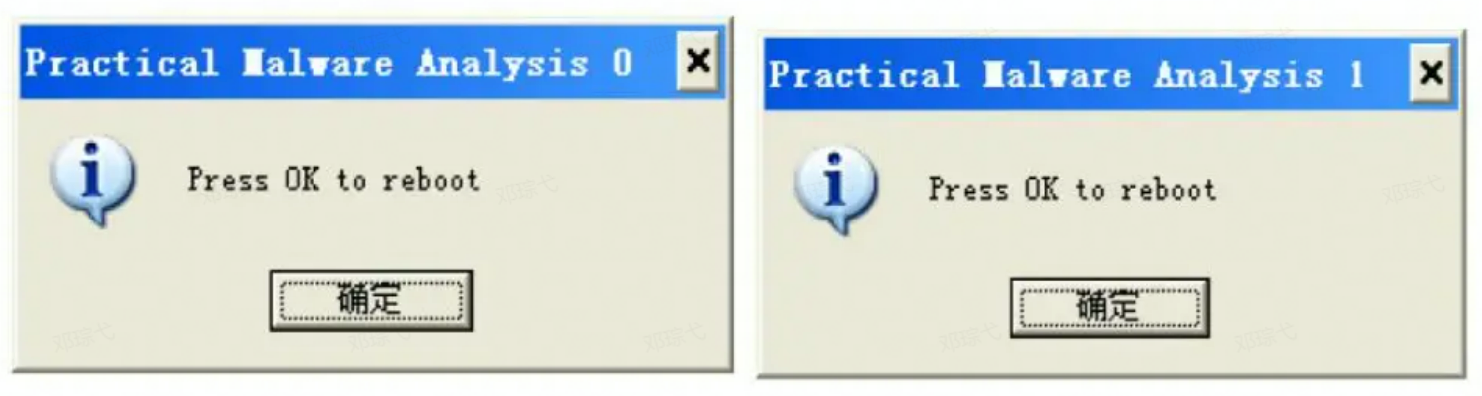 Practical Malware Analysis 0
Press OK to reboot
确定
Practical Malware Analysis 1
Press OK to reboot
确定